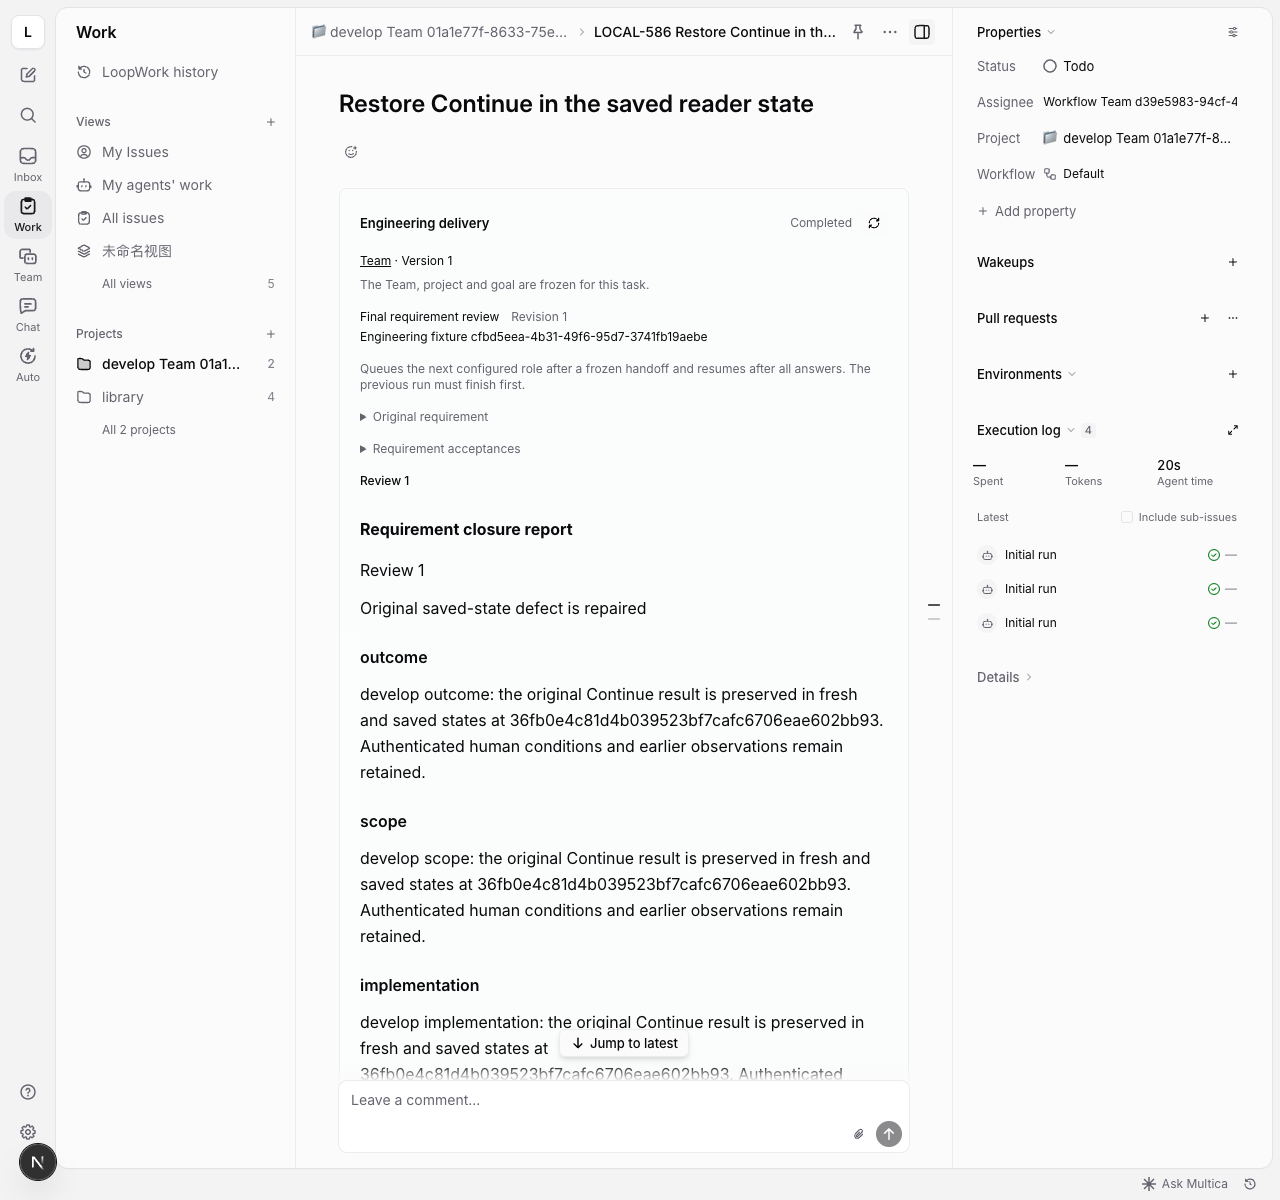 L
Inbox
Work
Team
Chat
Auto
N
Work
LoopWork history
Views
My Issues
My agents' work
All issues
未命名视图
All views 5
Projects
develop Team 01a1... 2
library 4
All 2 projects
develop Team 01a1e77f-8633-75e... LOCAL-586 Restore Continue in th...
Restore Continue in the saved reader state
Engineering delivery Completed
Team · Version 1
The Team, project and goal are frozen for this task.
Final requirement review Revision 1
Engineering fixture cfbd5eea-4b31-49f6-95d7-3741fb19aebe
Queues the next configured role after a frozen handoff and resumes after all answers. The
previous run must finish first.
Original requirement
Requirement acceptances
Review 1
Requirement closure report
Review 1
Original saved-state defect is repaired
outcome
develop outcome: the original Continue result is preserved in fresh
and saved states at 36fb0e4c81d4b039523bf7cafc6706eae602bb93.
Authenticated human conditions and earlier observations remain
retained.
scope
develop scope: the original Continue result is preserved in fresh and
saved states at 36fb0e4c81d4b039523bf7cafc6706eae602bb93.
Authenticated human conditions and earlier observations remain
retained.
implementation
develop implementation: the original Continue result is preserved in
fresh and saved states at
36fb0e4c81d4b039523bf7cafc6706eae602bb93. Authenticated
Jump to latest
Leave a comment...
Properties
Status Todo
Assignee Workflow Team d39e5983-94cf-4
Project develop Team 01a1e77f-8...
Workflow Default
Add property
Wakeups
Pull requests
Environments
Execution log 4
— — 20s
Spent Tokens Agent time
Latest Include sub-issues
Initial run —
Initial run —
Initial run —
Details
Ask Multica